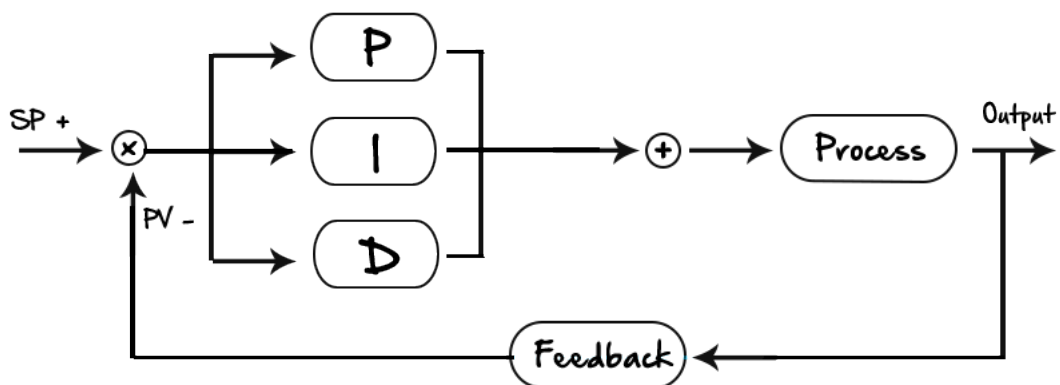 P
SP +
Output
I
Process
PV -
D
Feedback